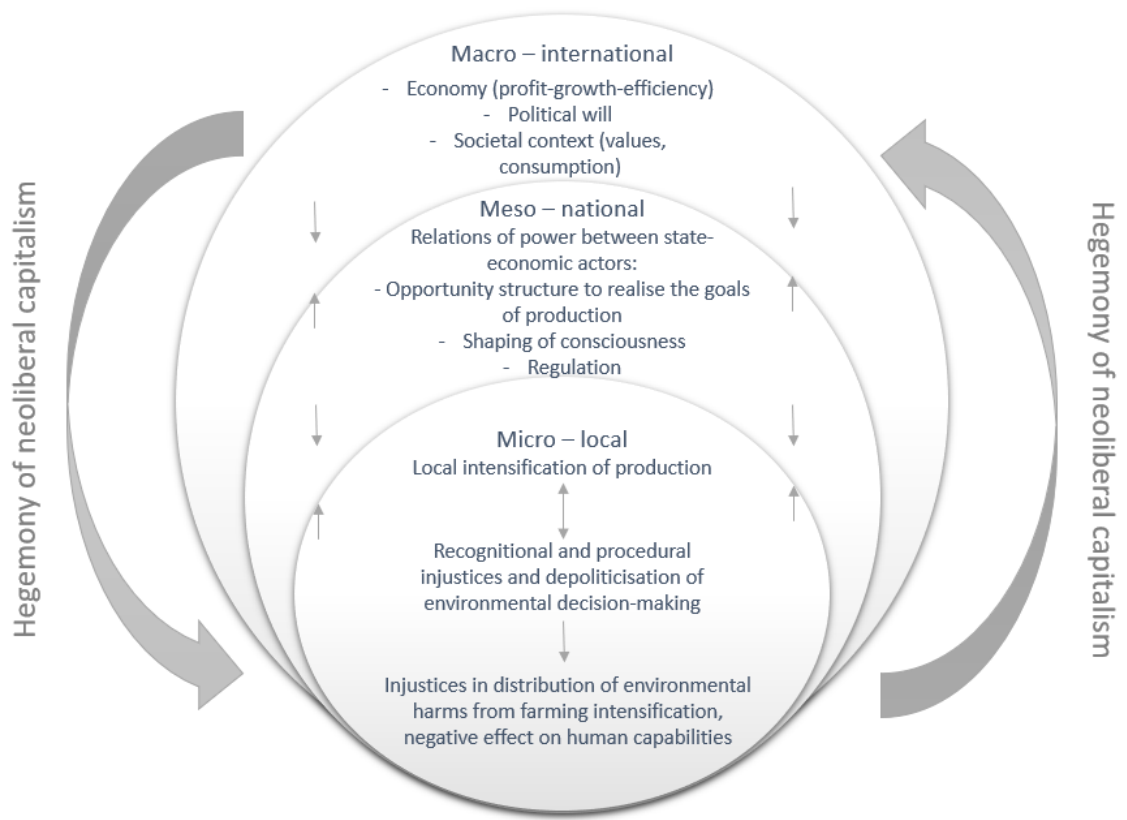 Hegemony of neoliberal capitalism
Macro – international
- Economy (profit-growth-efficiency)
- Political will
- Societal context (values,
consumption)
Meso – national
Relations of power between state-
economic actors:
- Opportunity structure to realise the goals
of production
- Shaping of consciousness
- Regulation
Micro – local
Local intensification of production
Recognitional and procedural
injustices and depoliticisation of
environmental decision-making
Injustices in distribution of environmental
harms from farming intensification,
negative effect on human capabilities
Hegemony of neoliberal capitalism